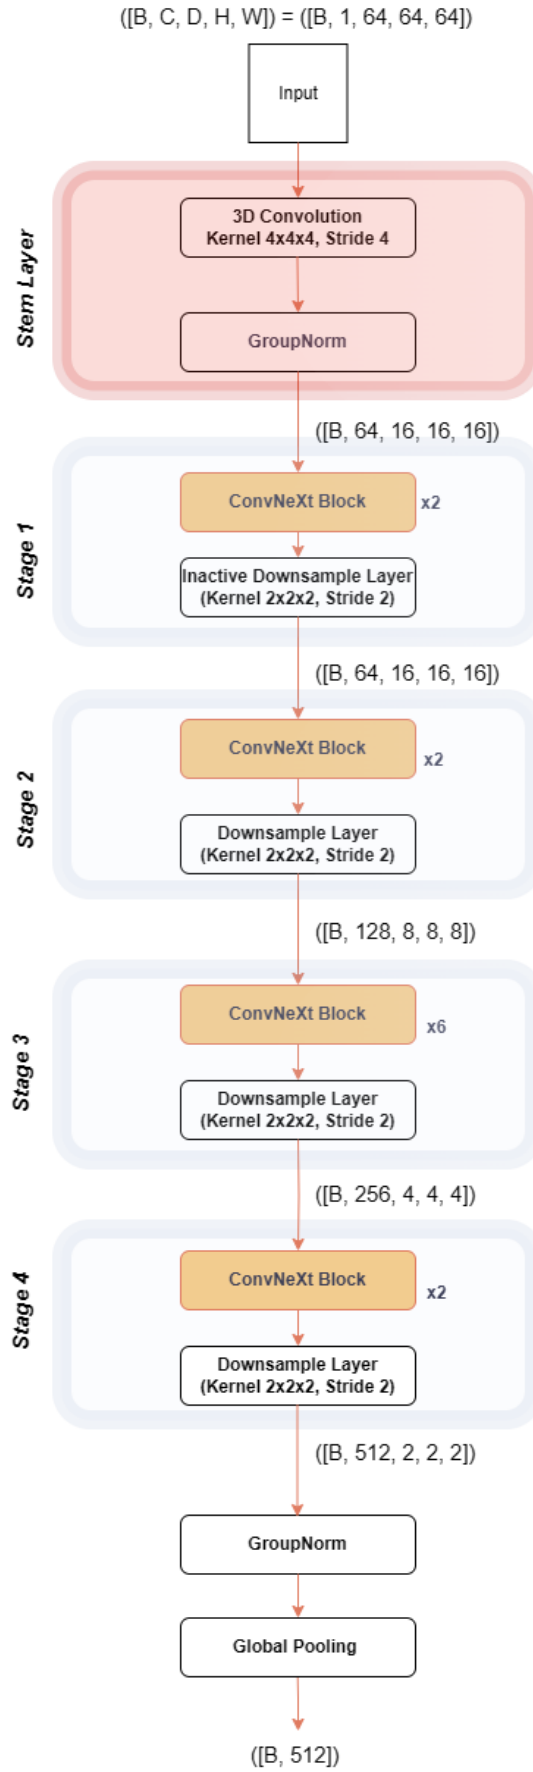 ([B, C, D, H, W]) = ([B, 1, 64, 64, 64])
Input
Stem Layer
3D Convolution
Kernel 4x4x4, Stride 4
GroupNorm
([B, 64, 16, 16, 16])
Stage 1
ConvNeXt Block
x2
Inactive Downsample Layer
(Kernel 2x2x2, Stride 2)
([B, 64, 16, 16, 16])
Stage 2
ConvNeXt Block
x2
Downsample Layer
(Kernel 2x2x2, Stride 2)
([B, 128, 8, 8, 8])
Stage 3
ConvNeXt Block
x6
Downsample Layer
(Kernel 2x2x2, Stride 2)
([B, 256, 4, 4, 4])
Stage 4
ConvNeXt Block
x2
Downsample Layer
(Kernel 2x2x2, Stride 2)
([B, 512, 2, 2, 2])
GroupNorm
Global Pooling
([B, 512])